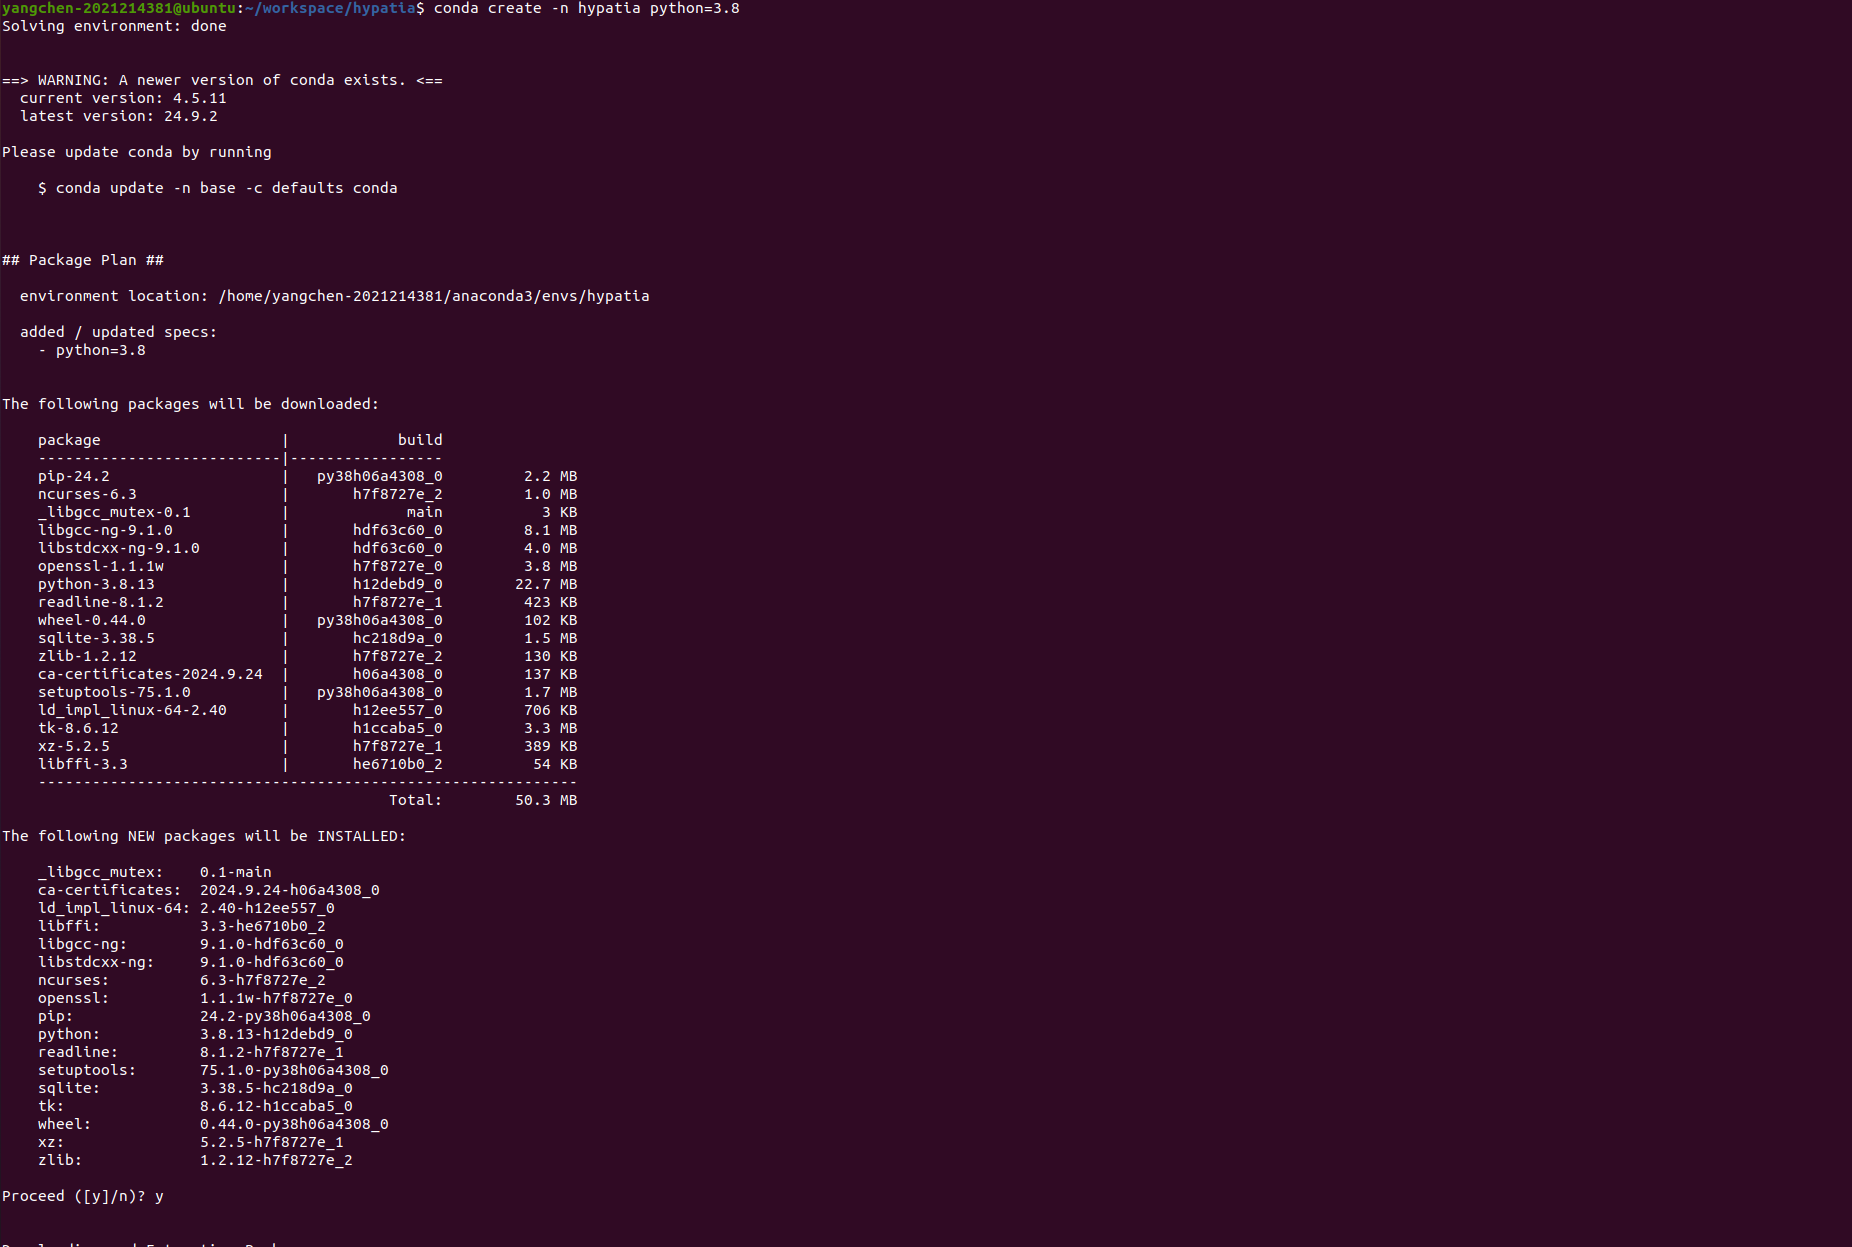 yangchen-2021214381@ubuntu:~/workspace/hypatia$ conda create -n hypatia python=3.8
Solving environment: done
==> WARNING: A newer version of conda exists. <==
  current version: 4.5.11
  latest version: 24.9.2
Please update conda by running
    $ conda update -n base -c defaults conda
## Package Plan ##
  environment location: /home/yangchen-2021214381/anaconda3/envs/hypatia
  added / updated specs:
    - python=3.8
The following packages will be downloaded:
    package                    |            build
    ---------------------------|-----------------
    pip-24.2                   |   py38h06a4308_0         2.2 MB
    ncurses-6.3                |       h7f8727e_2         1.0 MB
    _libgcc_mutex-0.1          |             main           3 KB
    libgcc-ng-9.1.0            |       hdf63c60_0         8.1 MB
    libstdcxx-ng-9.1.0         |       hdf63c60_0         4.0 MB
    openssl-1.1.1w             |       h7f8727e_0         3.8 MB
    python-3.8.13              |       h12debd9_0        22.7 MB
    readline-8.1.2             |       h7f8727e_1         423 KB
    wheel-0.44.0               |   py38h06a4308_0         102 KB
    sqlite-3.38.5              |       hc218d9a_0         1.5 MB
    zlib-1.2.12                |       h7f8727e_2         130 KB
    ca-certificates-2024.9.24  |       h06a4308_0         137 KB
    setuptools-75.1.0          |   py38h06a4308_0         1.7 MB
    ld_impl_linux-64-2.40      |       h12ee557_0         706 KB
    tk-8.6.12                  |       h1ccaba5_0         3.3 MB
    xz-5.2.5                   |       h7f8727e_1         389 KB
    libffi-3.3                 |       he6710b0_2          54 KB
    ------------------------------------------------------------
                                           Total:        50.3 MB
The following NEW packages will be INSTALLED:
    _libgcc_mutex:    0.1-main
    ca-certificates:  2024.9.24-h06a4308_0
    ld_impl_linux-64: 2.40-h12ee557_0
    libffi:           3.3-he6710b0_2
    libgcc-ng:        9.1.0-hdf63c60_0
    libstdcxx-ng:     9.1.0-hdf63c60_0
    ncurses:          6.3-h7f8727e_2
    openssl:          1.1.1w-h7f8727e_0
    pip:              24.2-py38h06a4308_0
    python:           3.8.13-h12debd9_0
    readline:         8.1.2-h7f8727e_1
    setuptools:       75.1.0-py38h06a4308_0
    sqlite:           3.38.5-hc218d9a_0
    tk:               8.6.12-h1ccaba5_0
    wheel:            0.44.0-py38h06a4308_0
    xz:               5.2.5-h7f8727e_1
    zlib:             1.2.12-h7f8727e_2
Proceed ([y]/n)? y